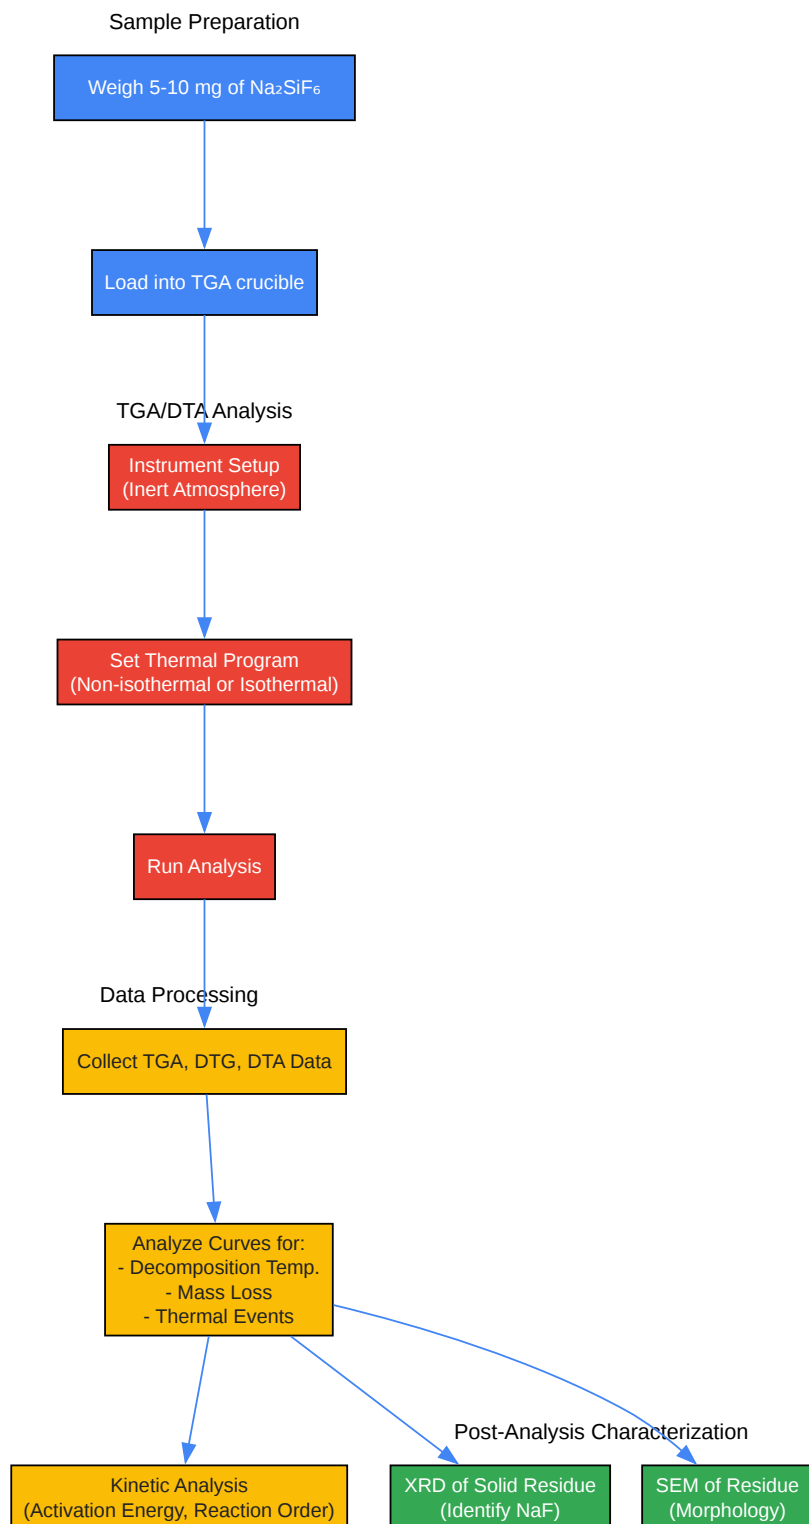 Sample Preparation
Weigh 5-10 mg of Na₂SiF₆
Load into TGA crucible
TGA/DTA Analysis
Instrument Setup
(Inert Atmosphere)
Set Thermal Program
(Non-isothermal or Isothermal)
Run Analysis
Data Processing
Collect TGA, DTG, DTA Data
Analyze Curves for:
- Decomposition Temp.
- Mass Loss
- Thermal Events
Post-Analysis Characterization
Kinetic Analysis
(Activation Energy, Reaction Order)
XRD of Solid Residue
(Identify NaF)
SEM of Residue
(Morphology)